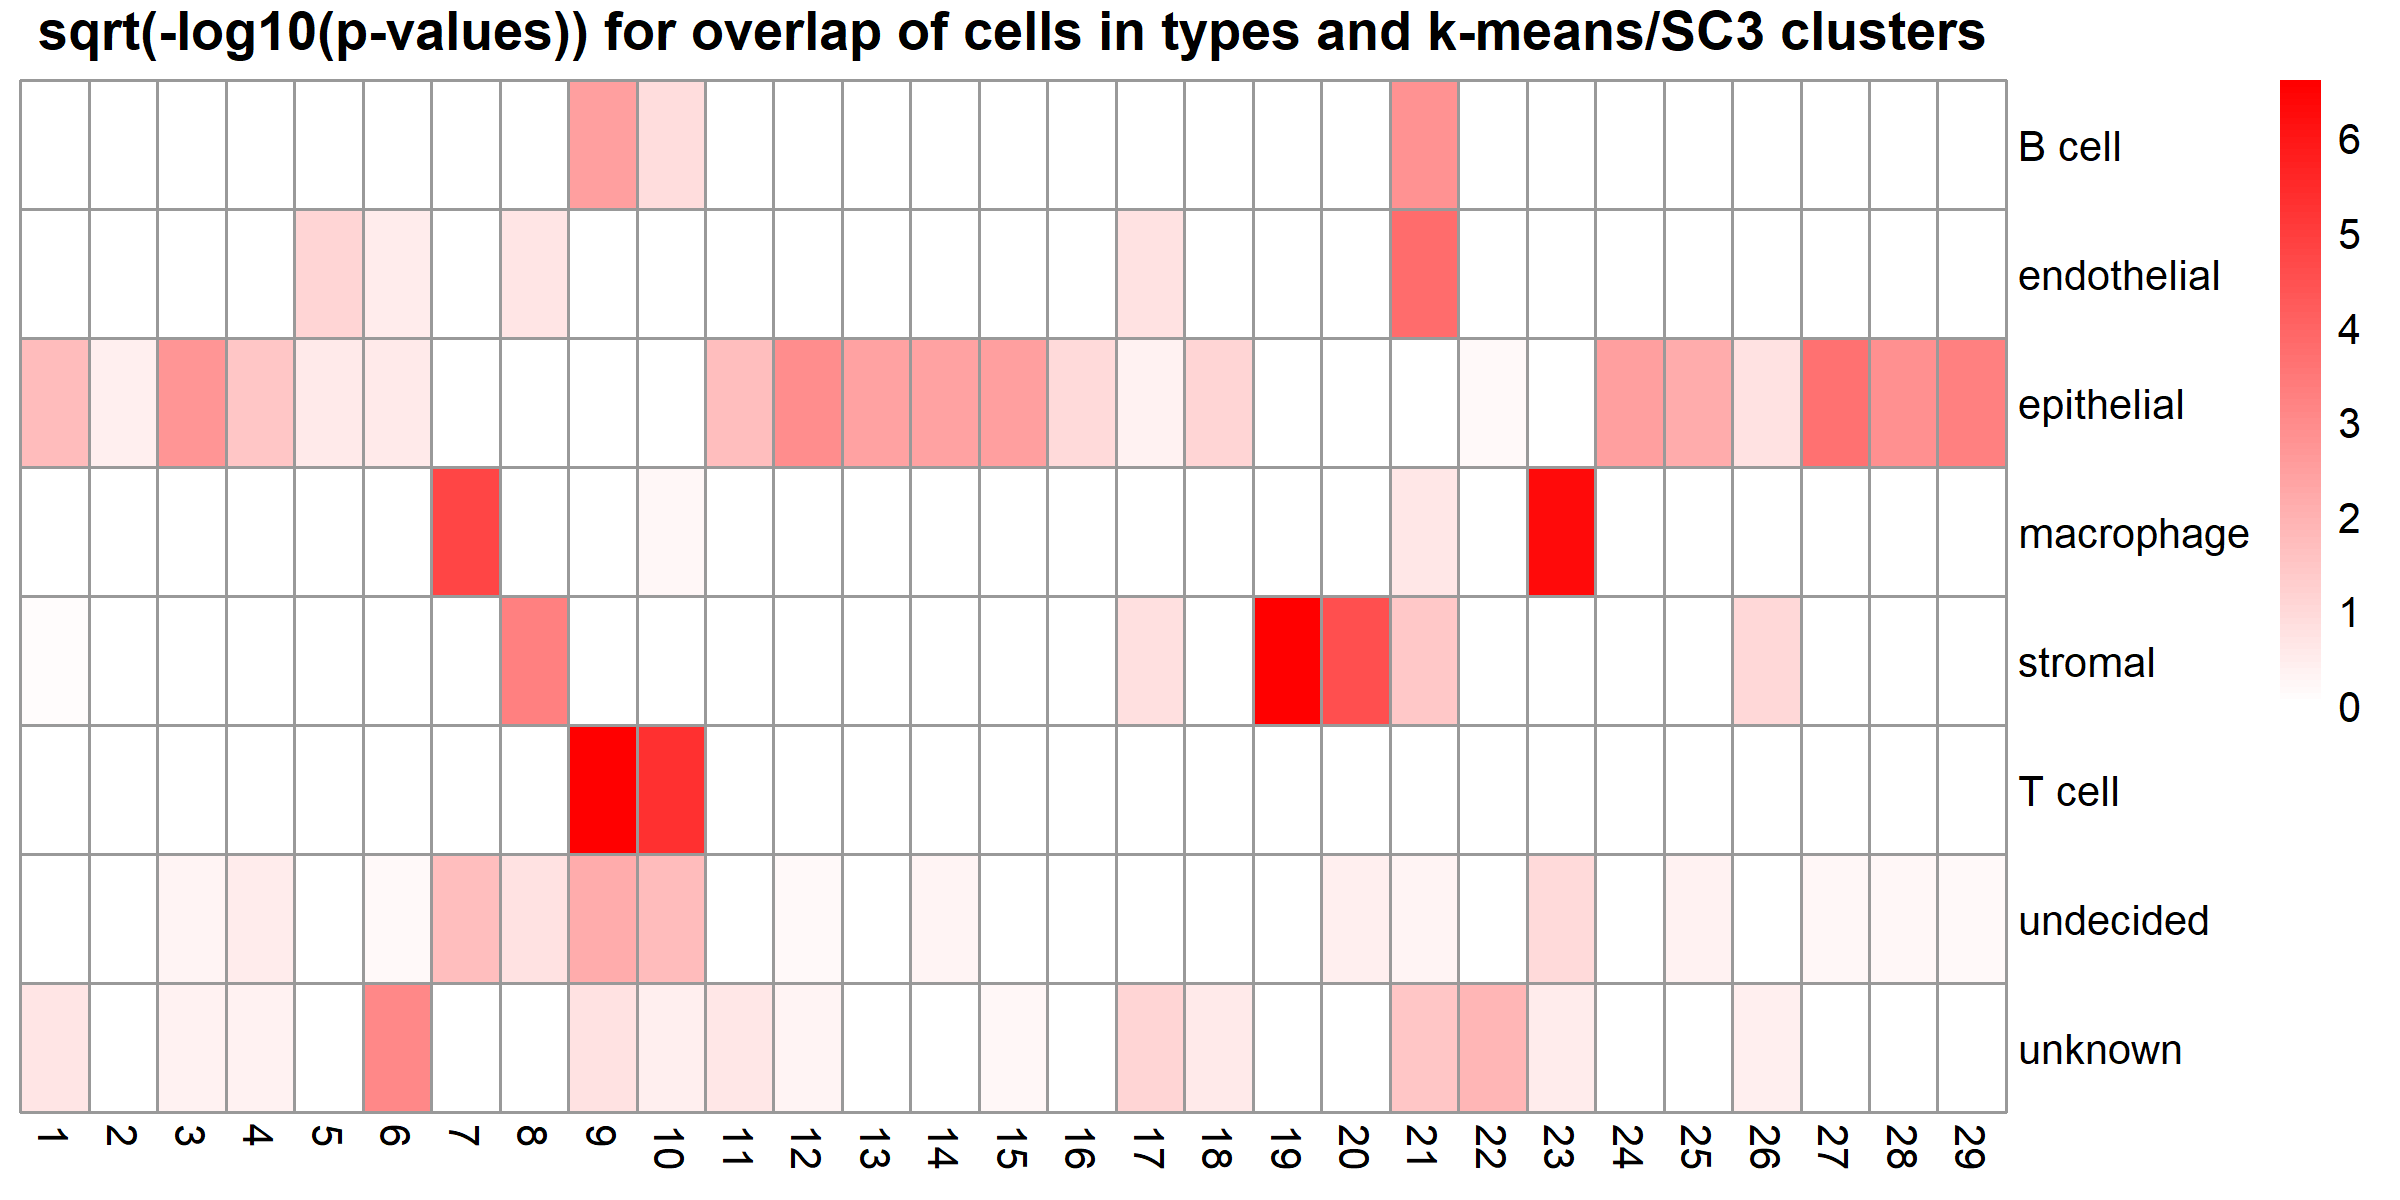 sqrt(-log10(p-values)) for overlap of cells in types and k-means/SC3 clusters
6
5
4
3
2
1
0
B cell
endothelial
epithelial
macrophage
stromal
T cell
undecided
unknown
1 2 3 4 5 6 7 8 9 10 11 12 13 14 15 16 17 18 19 20 21 22 23 24 25 26 27 28 29